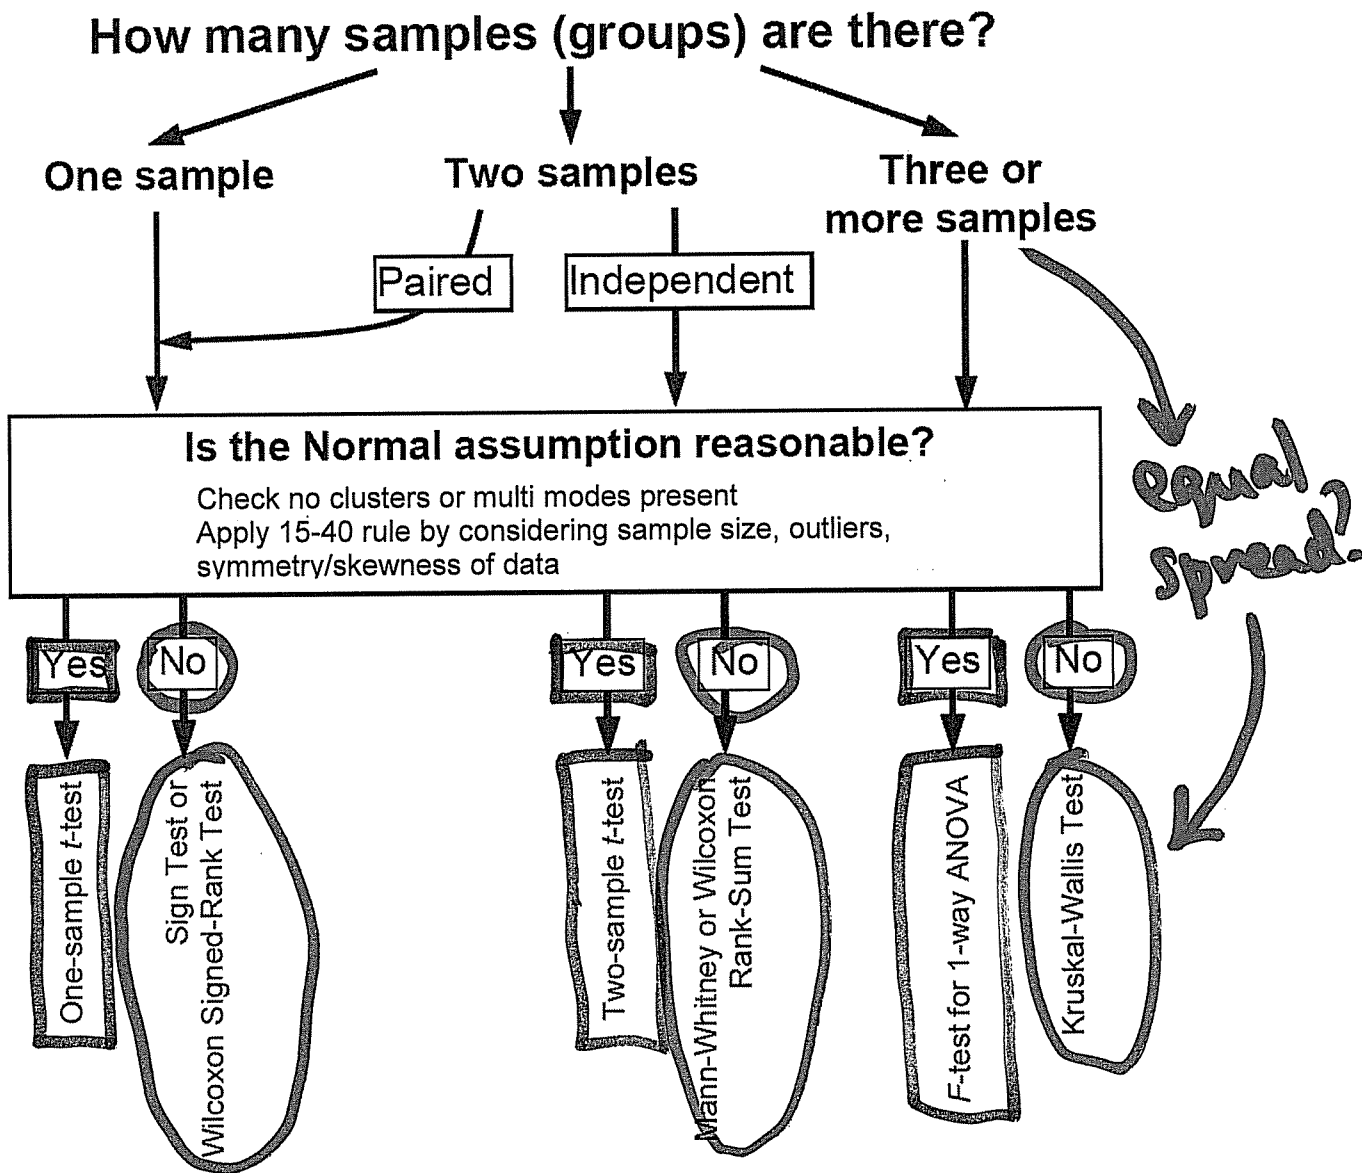 How many samples (groups) are there?
One sample
Two samples
Three or
more samples
Paired
Independent
equal
spread?
Is the Normal assumption reasonable?
Check no clusters or multi modes present
Apply 15-40 rule by considering sample size, outliers,
symmetry/skewness of data
Yes
No
Yes
No
Yes
No
One-sample t-test
Sign Test or
Wilcoxon Signed-Rank Test
Two-sample t-test
Mann-Whitney or Wilcoxon
Rank-Sum Test
F-test for 1-way ANOVA
Kruskal-Wallis Test